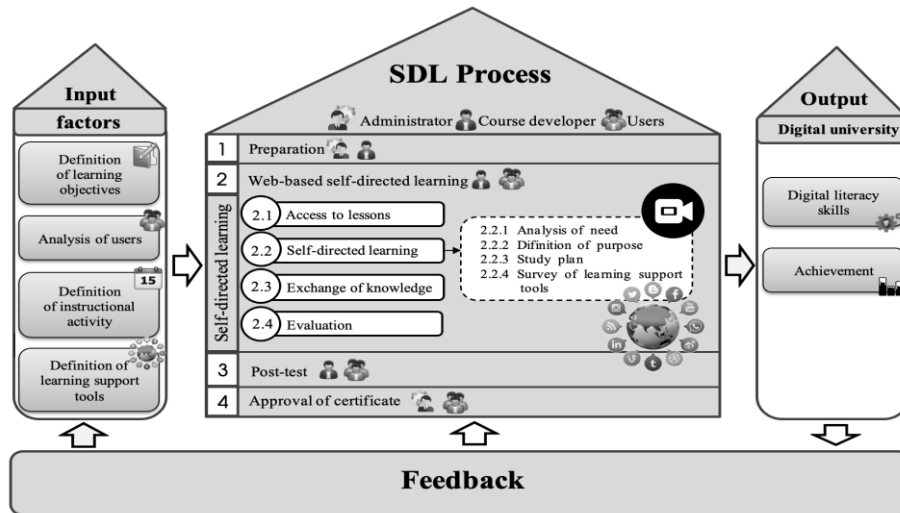 Input
factors
Definition
of learning
objectives
Analysis of users
15
Definition
of instructional
activity
Definition of
learning support
tools
SDL Process
Administrator Course developer Users
1 Preparation
2 Web-based self-directed learning
Self-directed learning
2.1 Access to lessons
2.2 Self-directed learning
2.3 Exchange of knowledge
2.4 Evaluation
2.2.1 Analysis of need
2.2.2 Difinition of purpose
2.2.3 Study plan
2.2.4 Survey of learning support
tools
3 Post-test
4 Approval of certificate
Output
Digital university
Digital literacy
skills
Achievement
Feedback